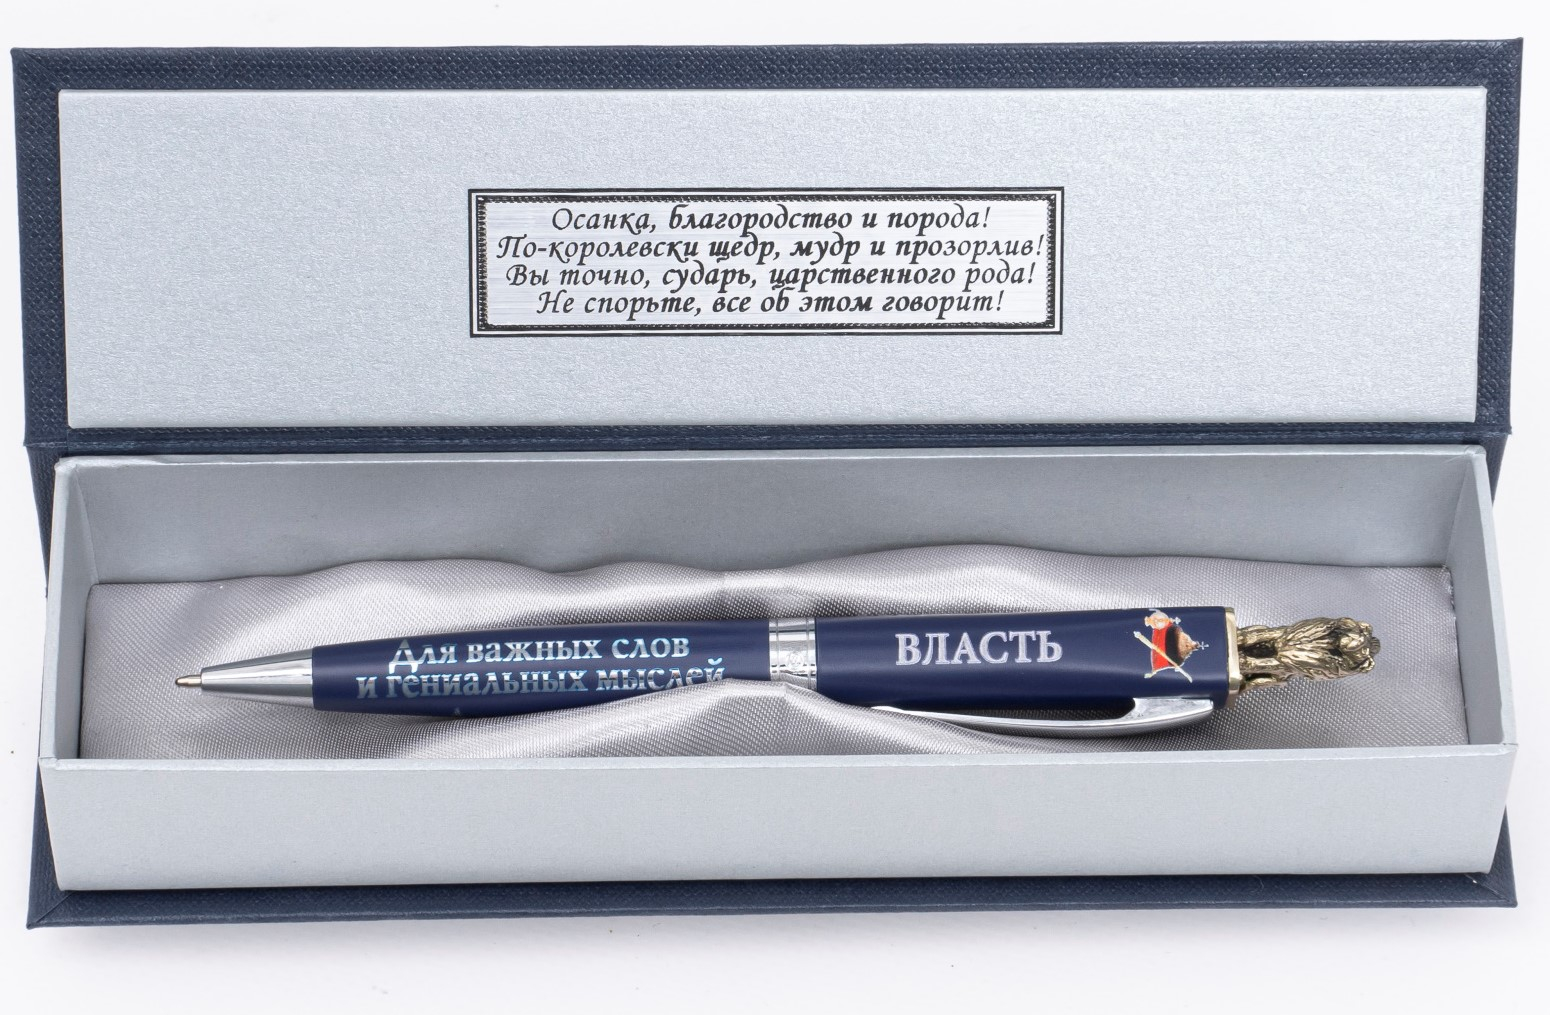 Осанка, благородство и порода!
По-королевски щедр, мудр и прозорлив!
Вы точно, сударь, царственного рода!
Не спорьте, все об этом говорит!
Для важных слов
и гениальных мыслей
ВЛАСТЬ